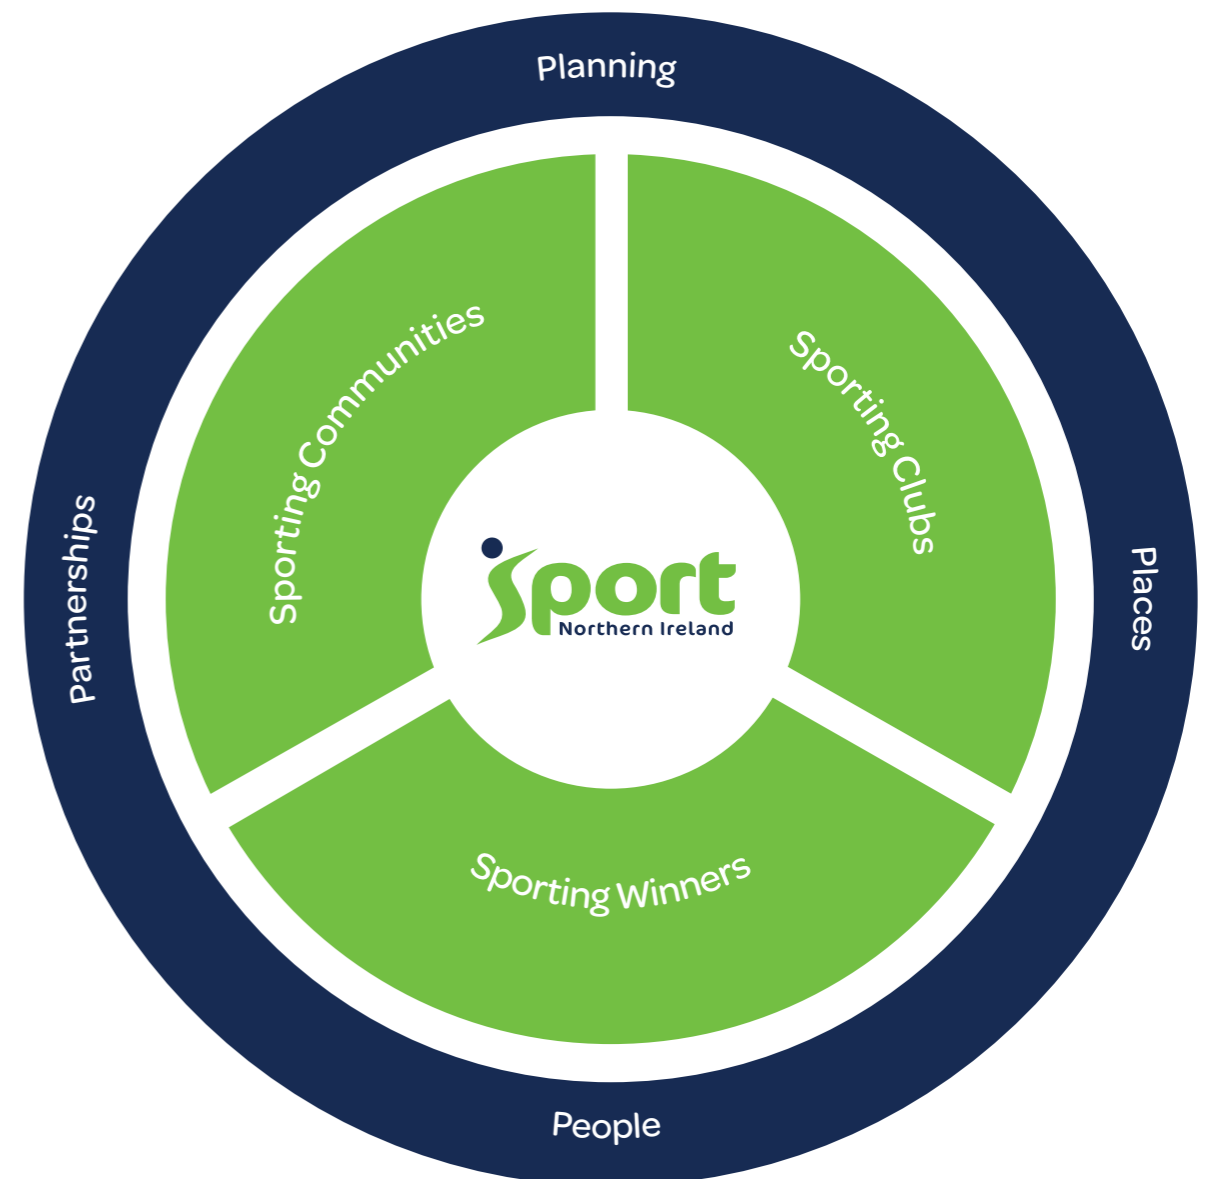 Planning
Sporting Communities
Sporting Clubs
Partnerships
Places
Sport
Northern Ireland
Sporting Winners
People